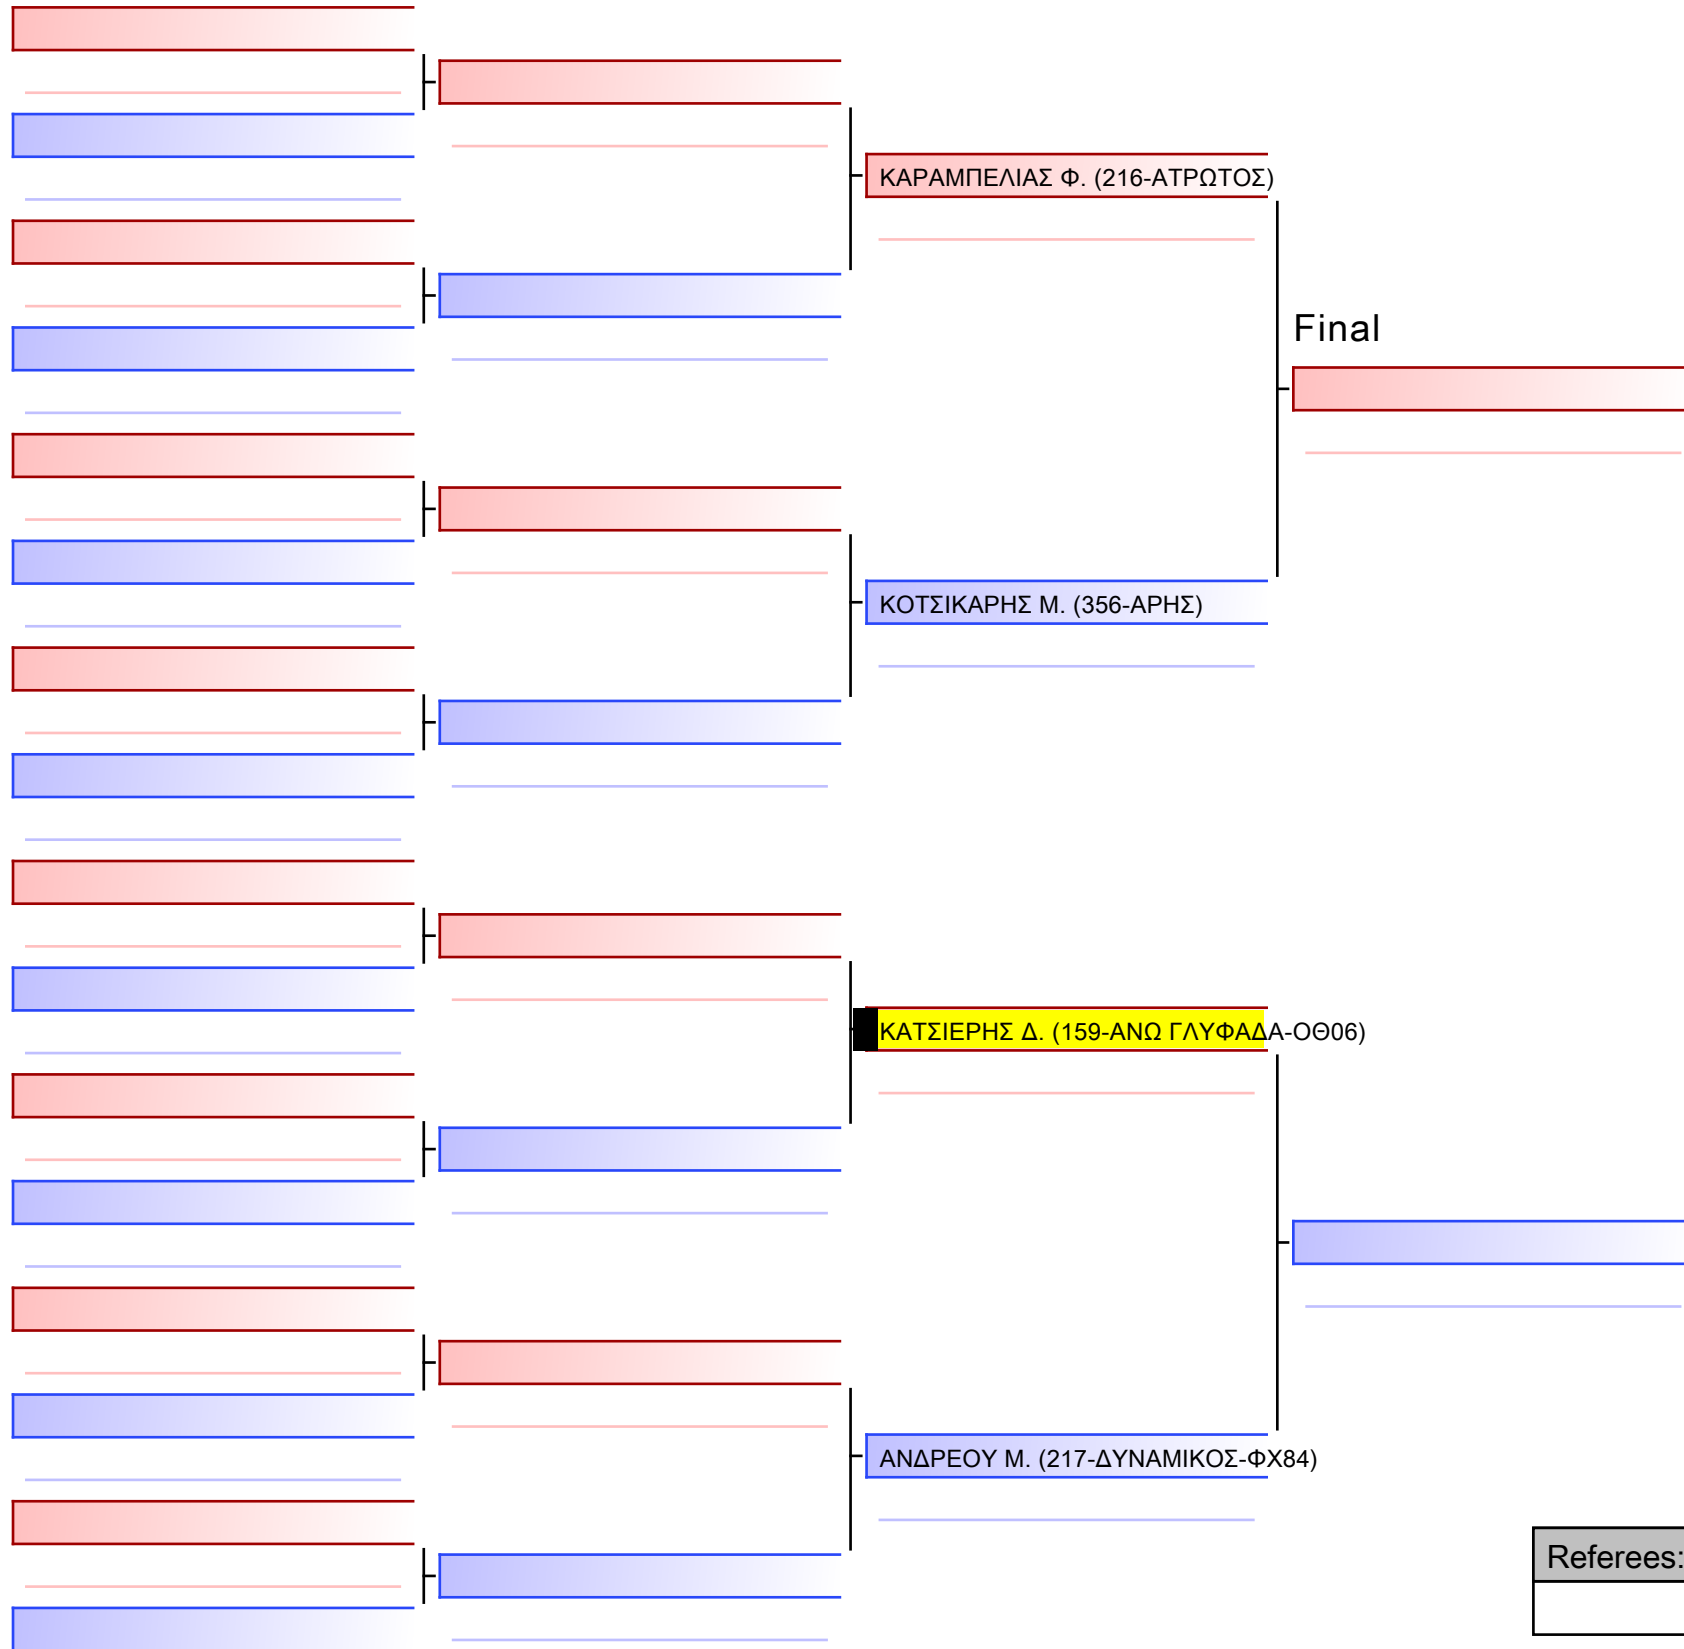 ΚΑΡΑΜΠΕΛΙΑΣ Φ. (216-ΑΤΡΩΤΟΣ)
Final
ΚΟΤΣΙΚΑΡΗΣ Μ. (356-ΑΡΗΣ)
ΚΑΤΣΙΕΡΗΣ Δ. (159-ΑΝΩ ΓΛΥΦΑΔΑ-ΟΘ06)
ΑΝΔΡΕΟΥ Μ. (217-ΔΥΝΑΜΙΚΟΣ-ΦΧ84)
Referees: